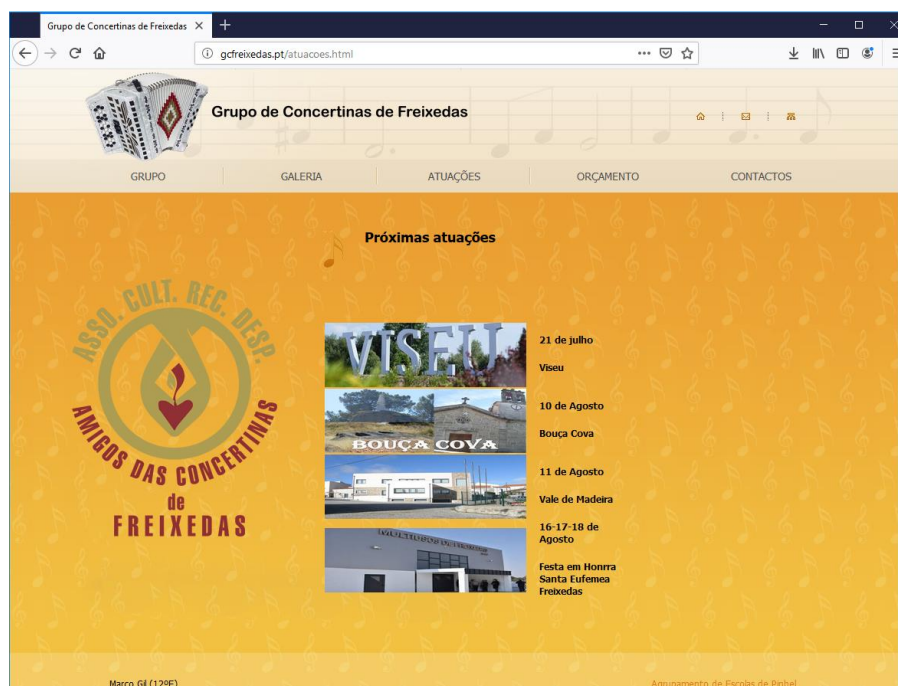 Grupo de Concertinas de Freixedas
gcfreixedas.pt/atuacoes.html
Grupo de Concertinas de Freixedas
GRUPO
GALERIA
ATUAÇÕES
ORÇAMENTO
CONTACTOS
Próximas atuações
ASSO. CULT. REC. DESP.
AMIGOS DAS CONCERTINAS
de
FREIXEDAS
VISEU
21 de julho
Viseu
BOUÇA COVA
10 de Agosto
Bouça Cova
11 de Agosto
Vale de Madeira
16-17-18 de
Agosto
Festa em Honrra
Santa Eufemea
Freixedas
Marco Gil (12ºE)
Agrupamento de Escolas de Pinhel